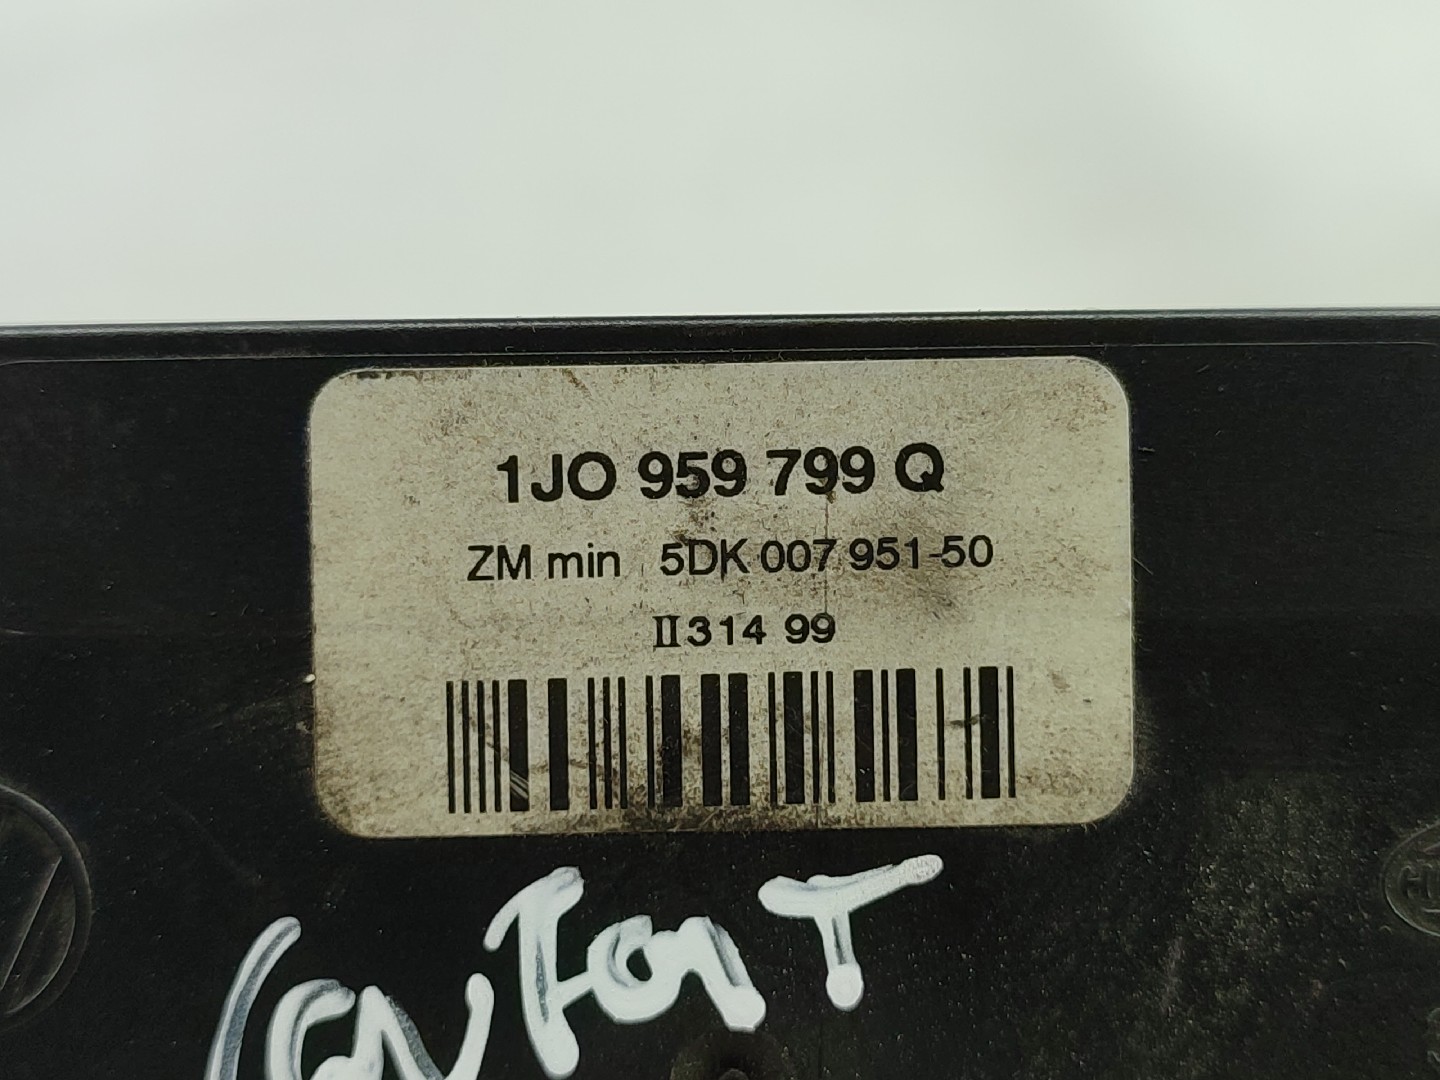 1JO 959 799 Q
ZM min 5DK 007 951-50
II 314 99
CONFORT